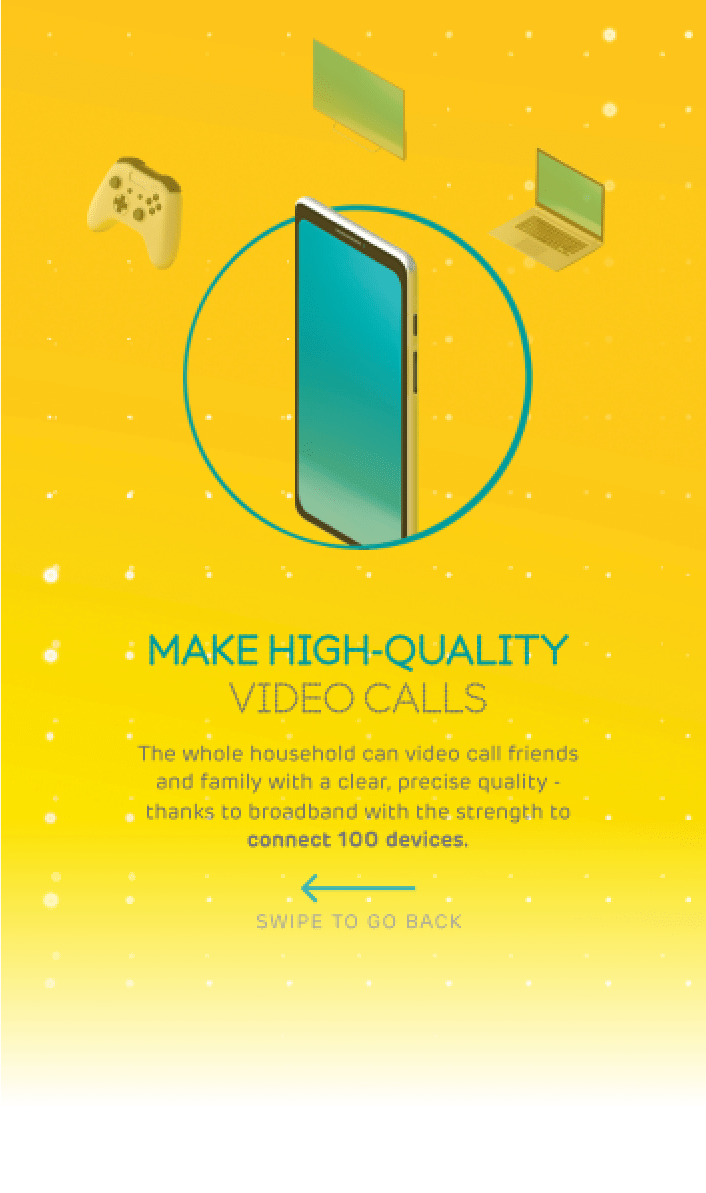 MAKE HIGH-QUALITY
VIDEO CALLS
The whole household can video call friends
and family with a clear, precise quality -
thanks to broadband with the strength to
connect 100 devices.
SWIPE TO GO BACK